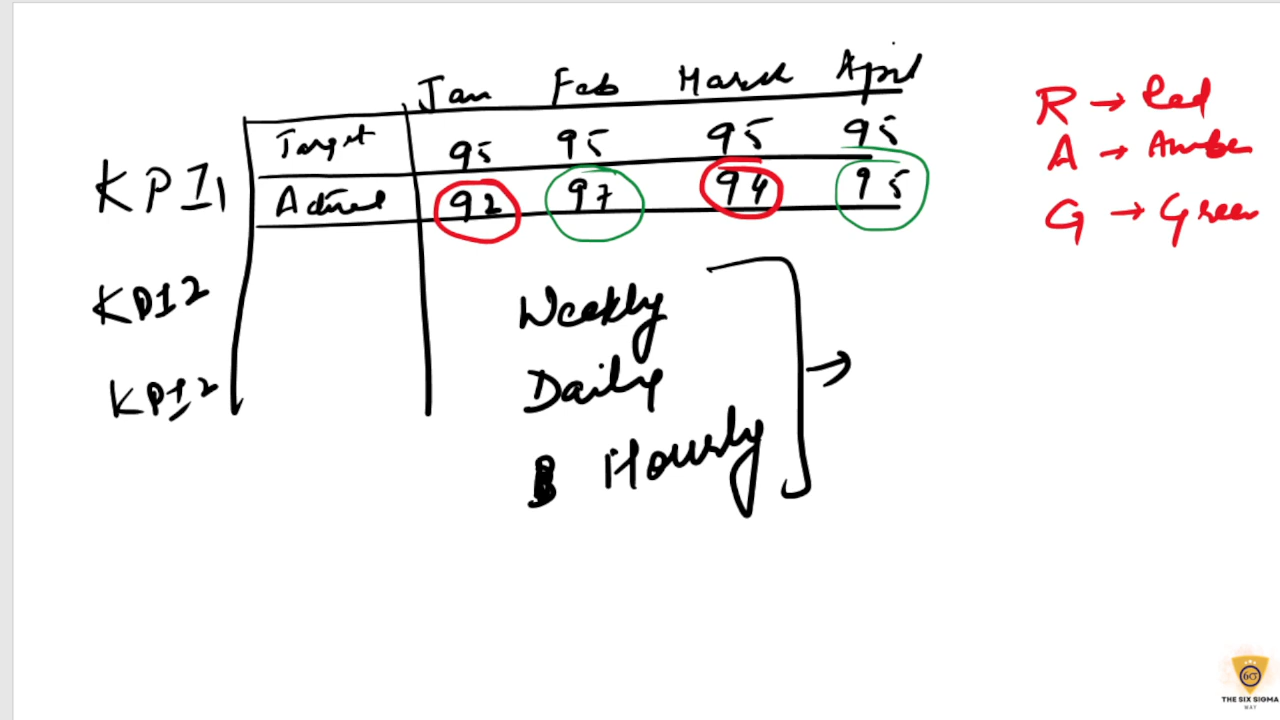 Jan Feb March April
KPI1 Target 95 95 95 95
Actual 92 97 94 95
KPI2
KPI2
Weekly
Daily
Hourly
R → Red
A → Amber
G → Green
THE SIX SIGMA
WAY